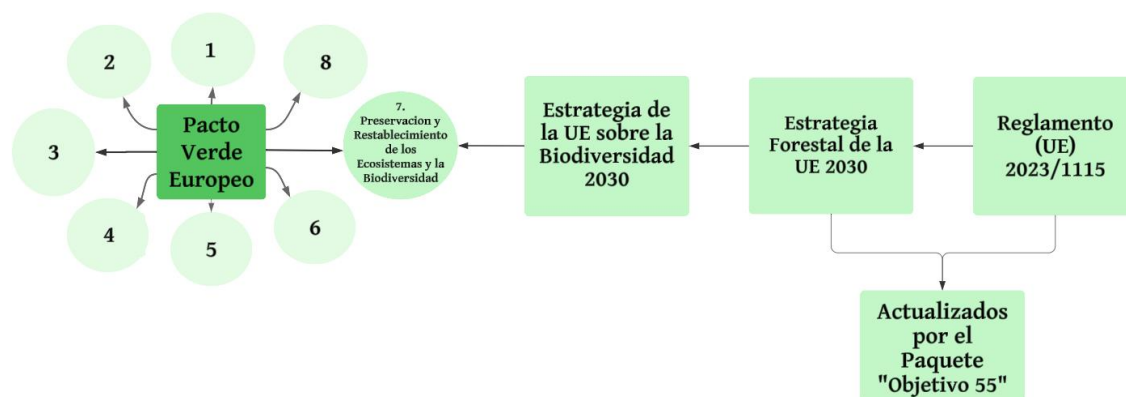 1
2
8
3
Pacto
Verde
Europeo
4
5
6
7.
Preservacion y
Restablecimiento
de los
Ecosistemas y la
Biodiversidad
Estrategia de
la UE sobre la
Biodiversidad
2030
Estrategia
Forestal de la
UE 2030
Reglamento
(UE)
2023/1115
Actualizados
por el
Paquete
"Objetivo 55"